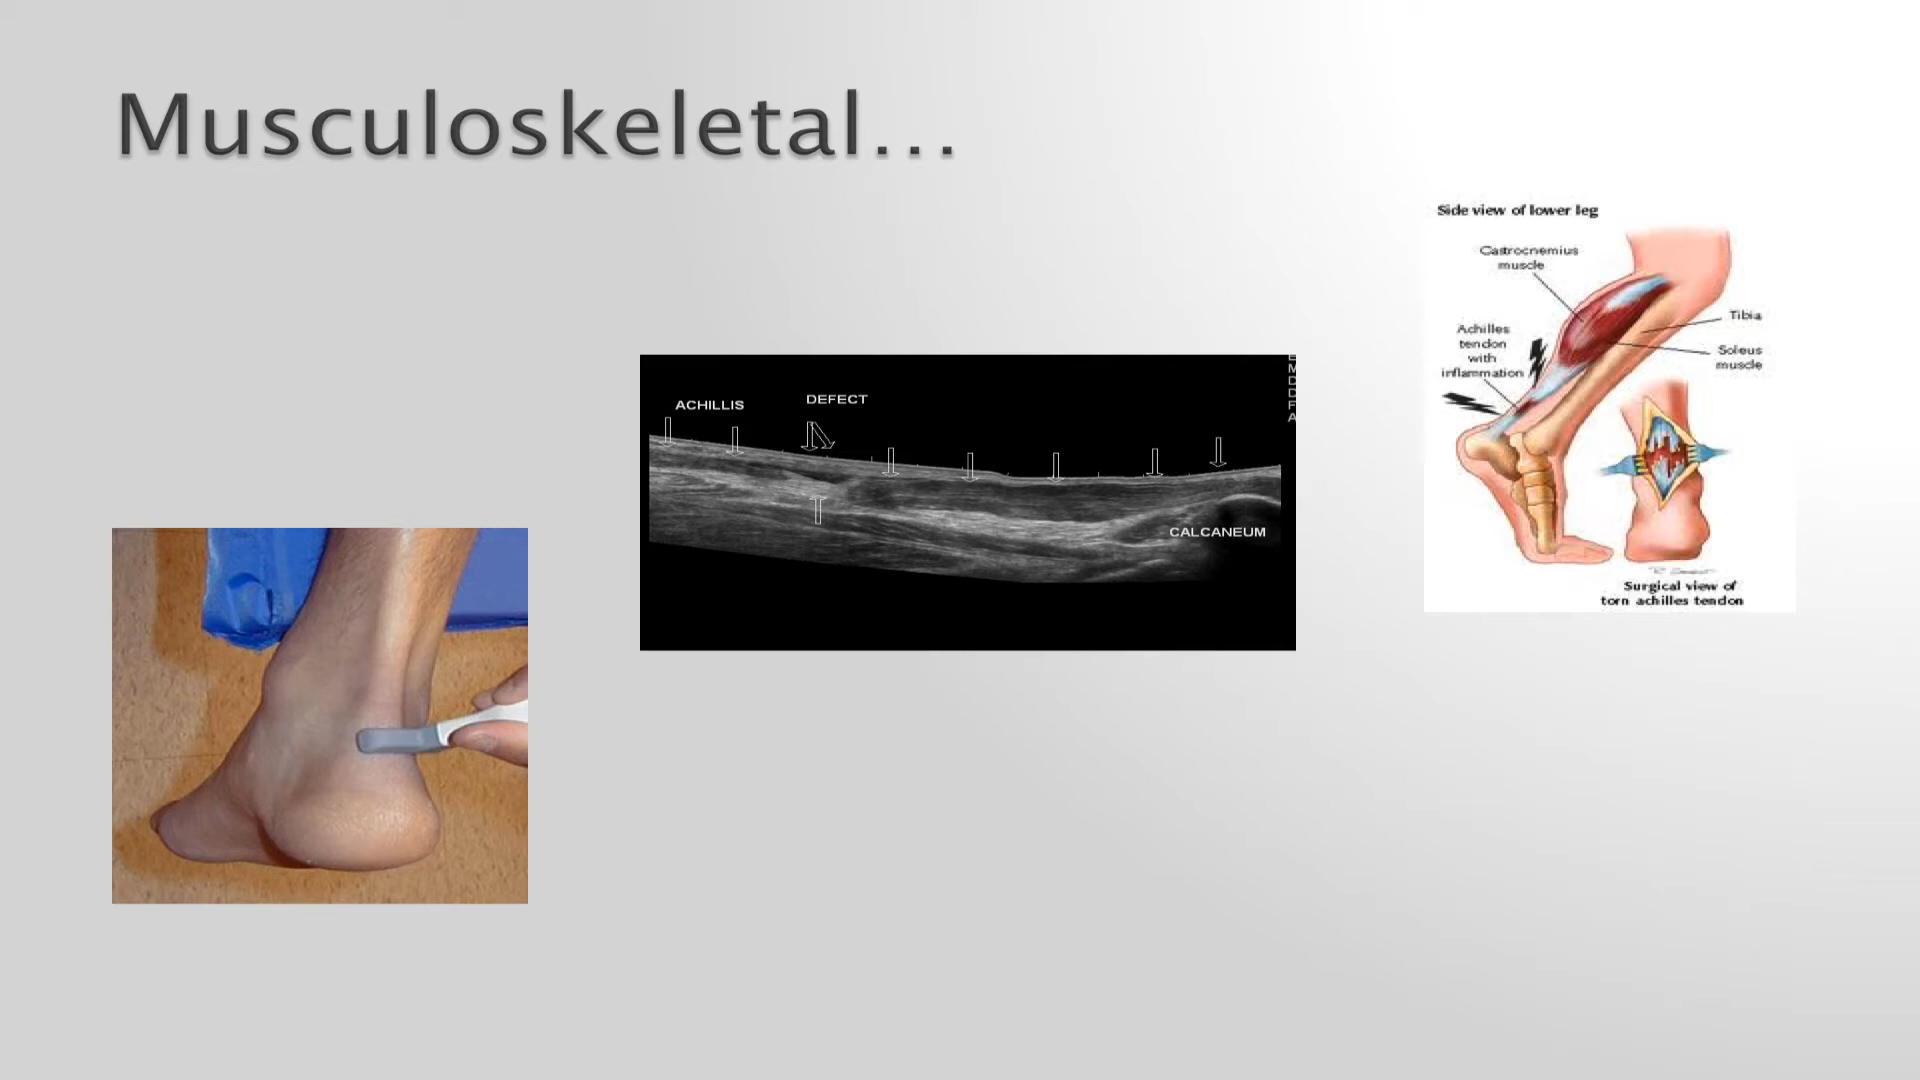 Musculoskeletal...
Side view of lower leg
Gastrocnemius
muscle
Tibia
Achilles
tendon
with
inflammation
Soleus
muscle
Surgical view of
torn achilles tendon
ACHILLIS
DEFECT
CALCANEUM